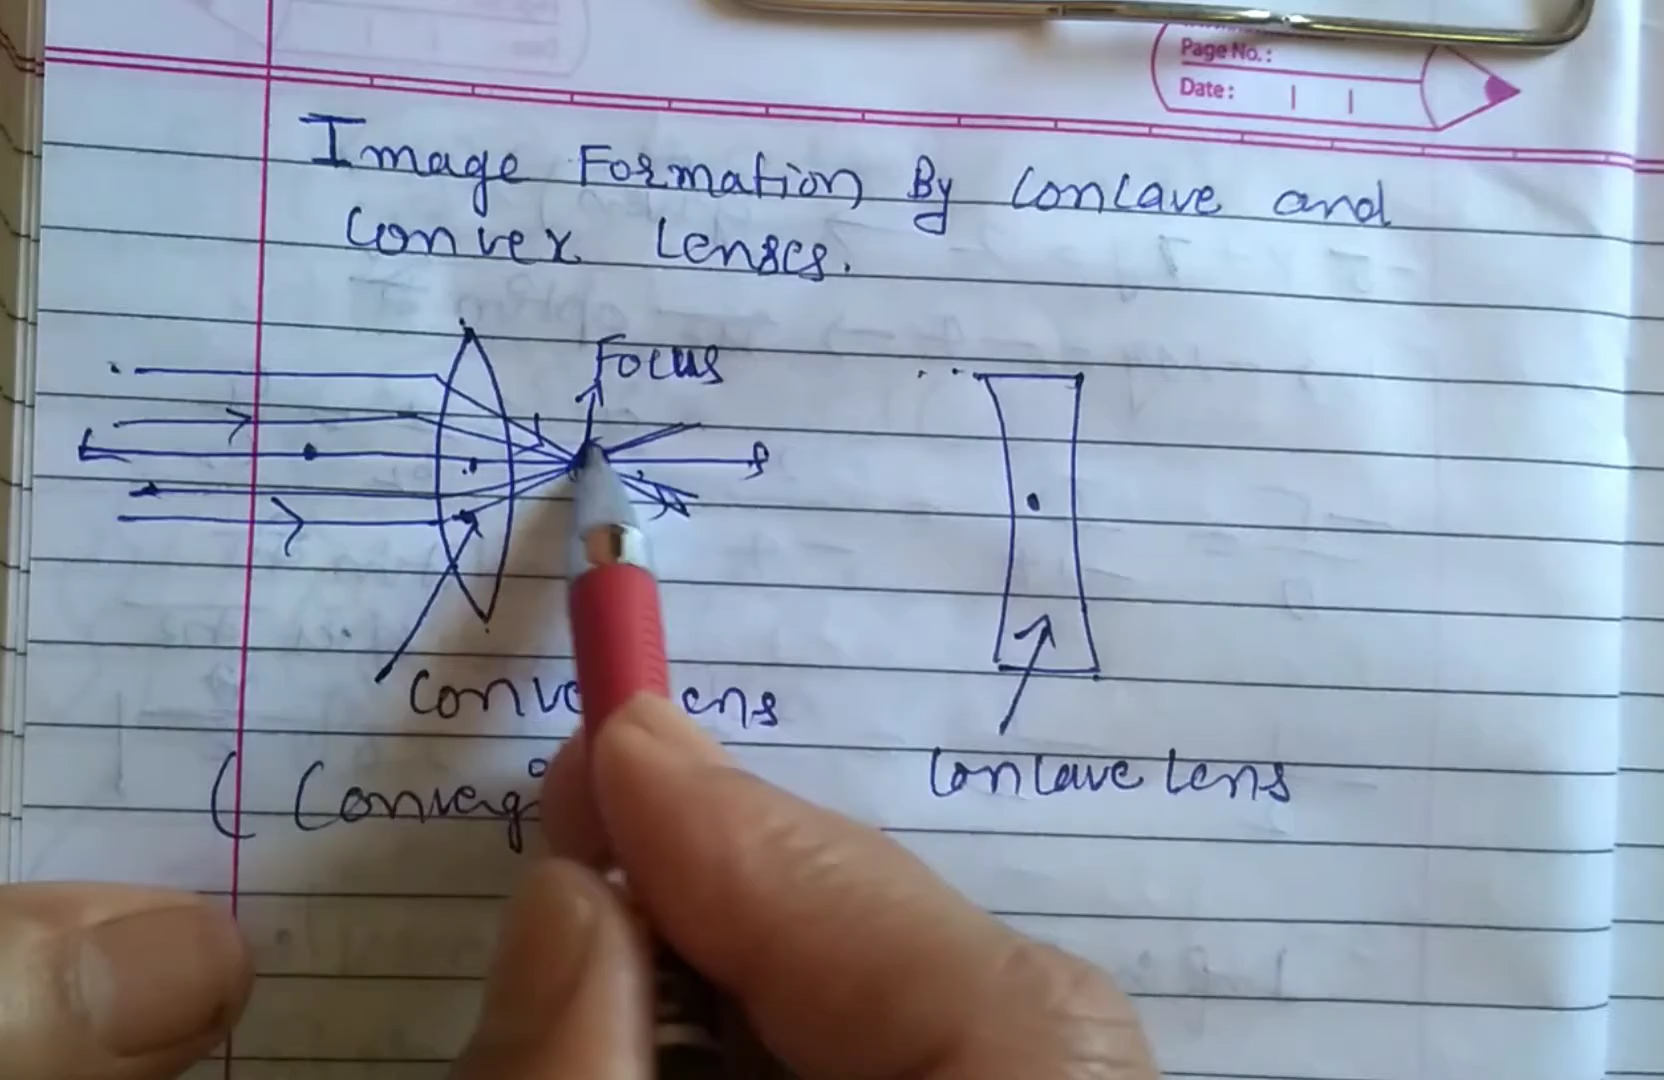 Page No.:
Date:
Image Formation By Concave and
Convex Lenses.
Focus
Concave Lens